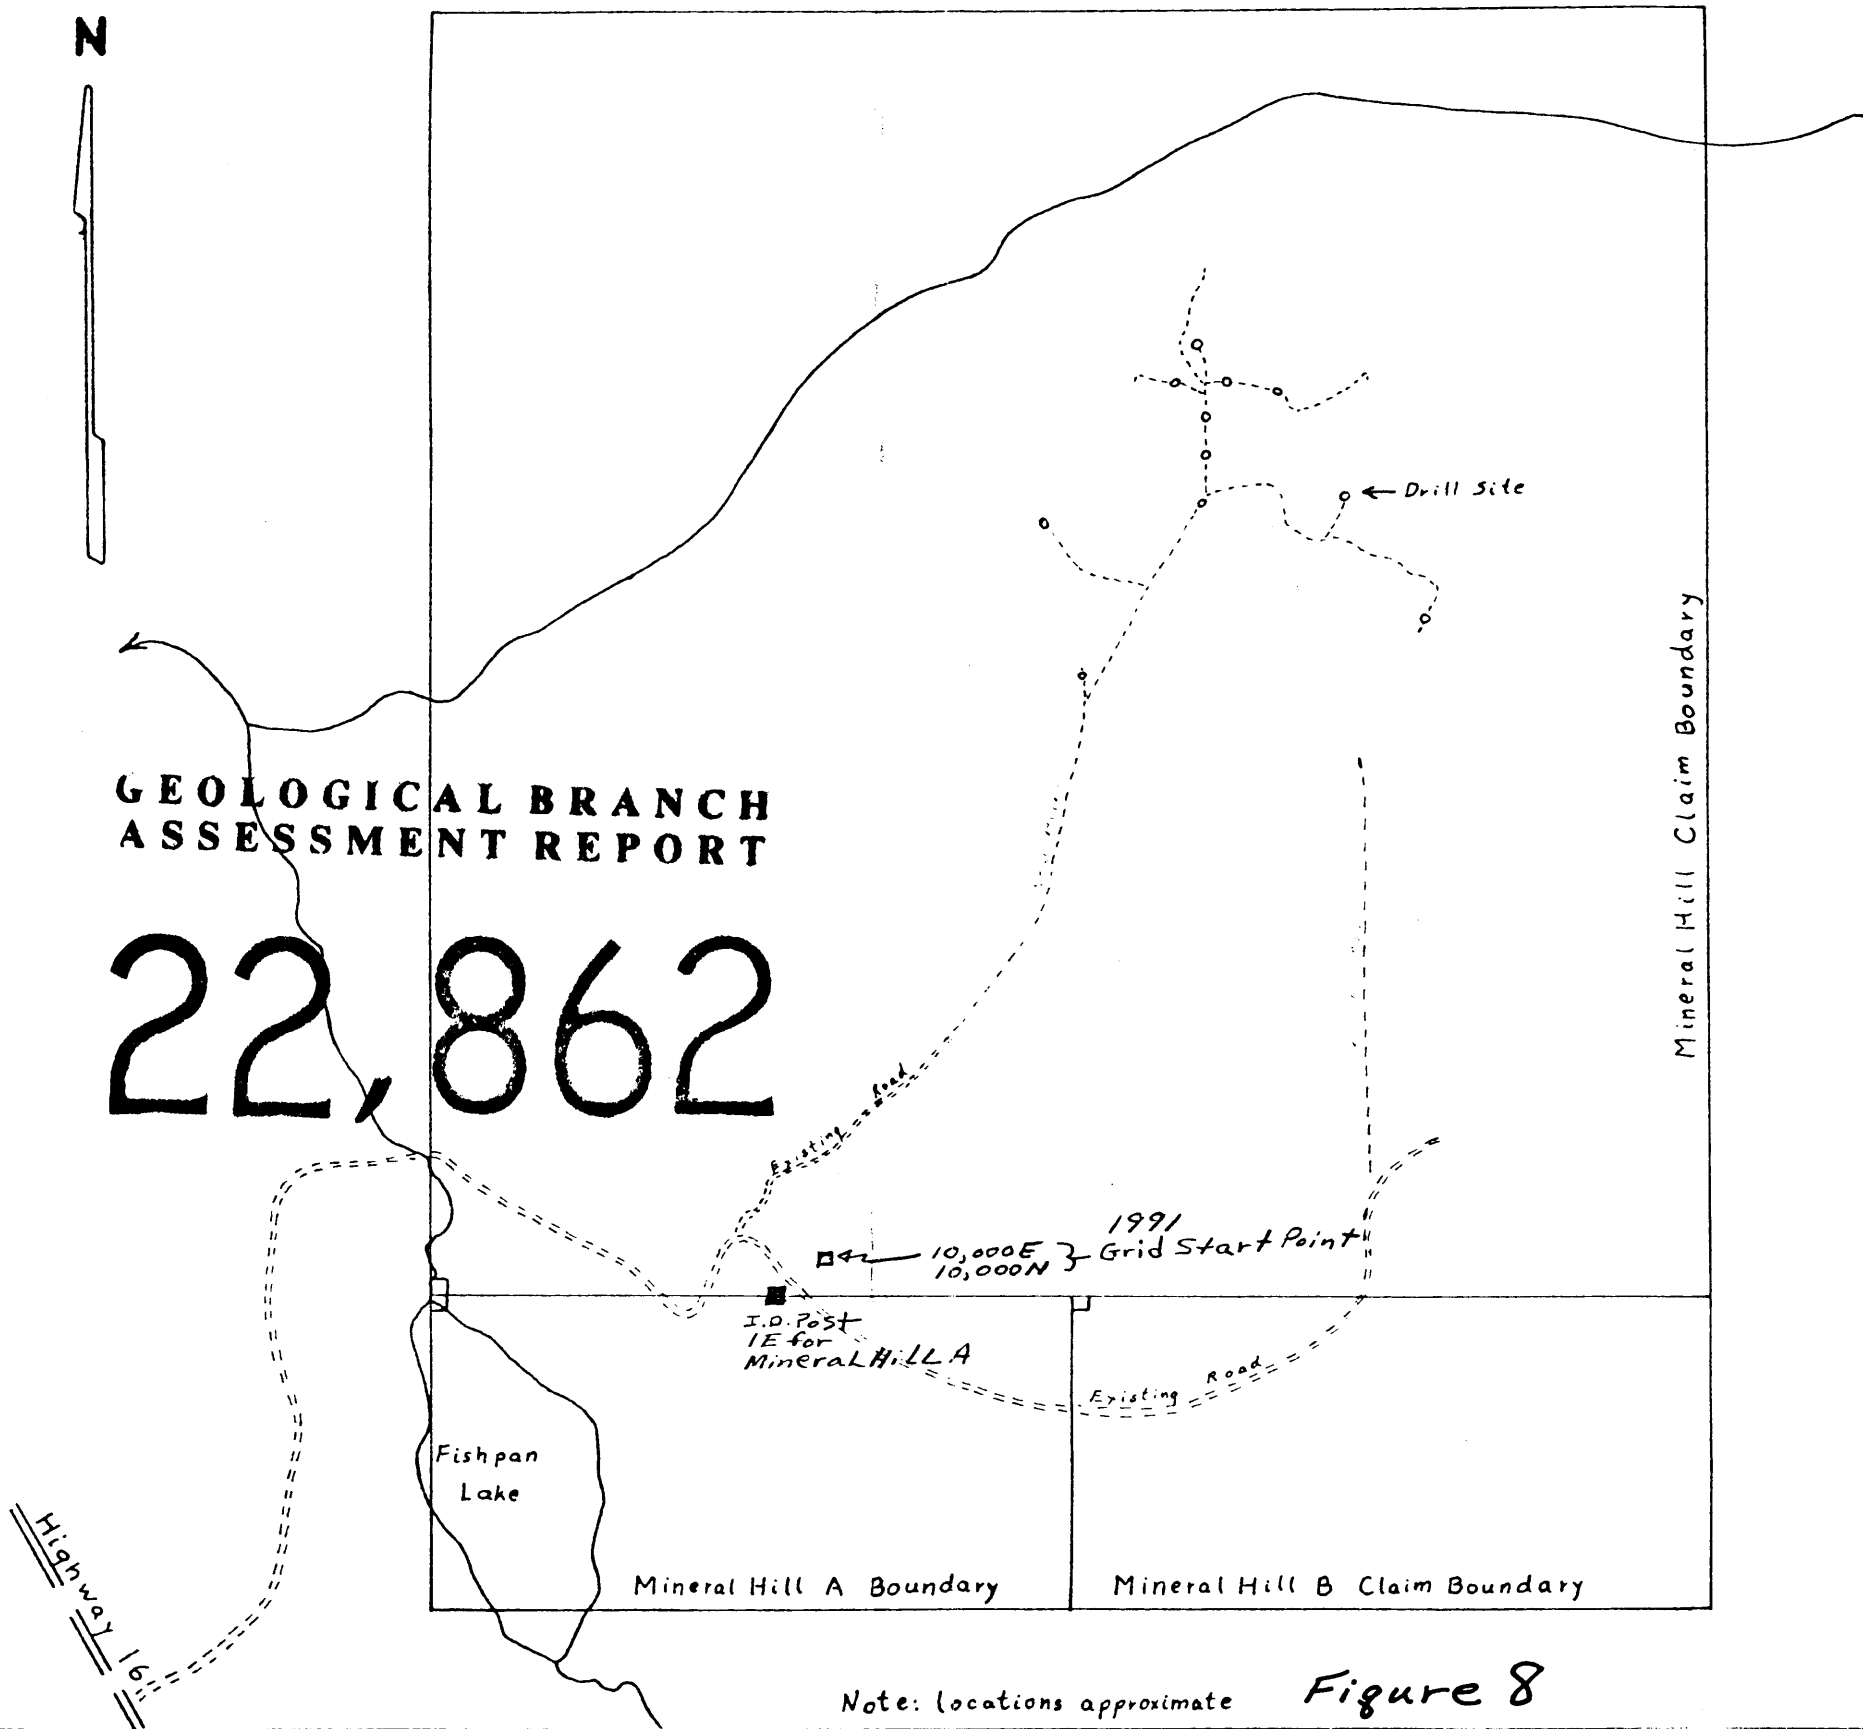 N
Drill Site
Mineral Hill Claim Boundary
GEOLOGICAL BRANCH
ASSESSMENT REPORT
22,862
Existing Road
1991
10,000E } Grid Start Point
10,000N
I.D. Post
1E for
Mineral Hill A
Existing Road
Fishpan
Lake
Highway 16
Mineral Hill A Boundary
Mineral Hill B Claim Boundary
Note: locations approximate
Figure 8